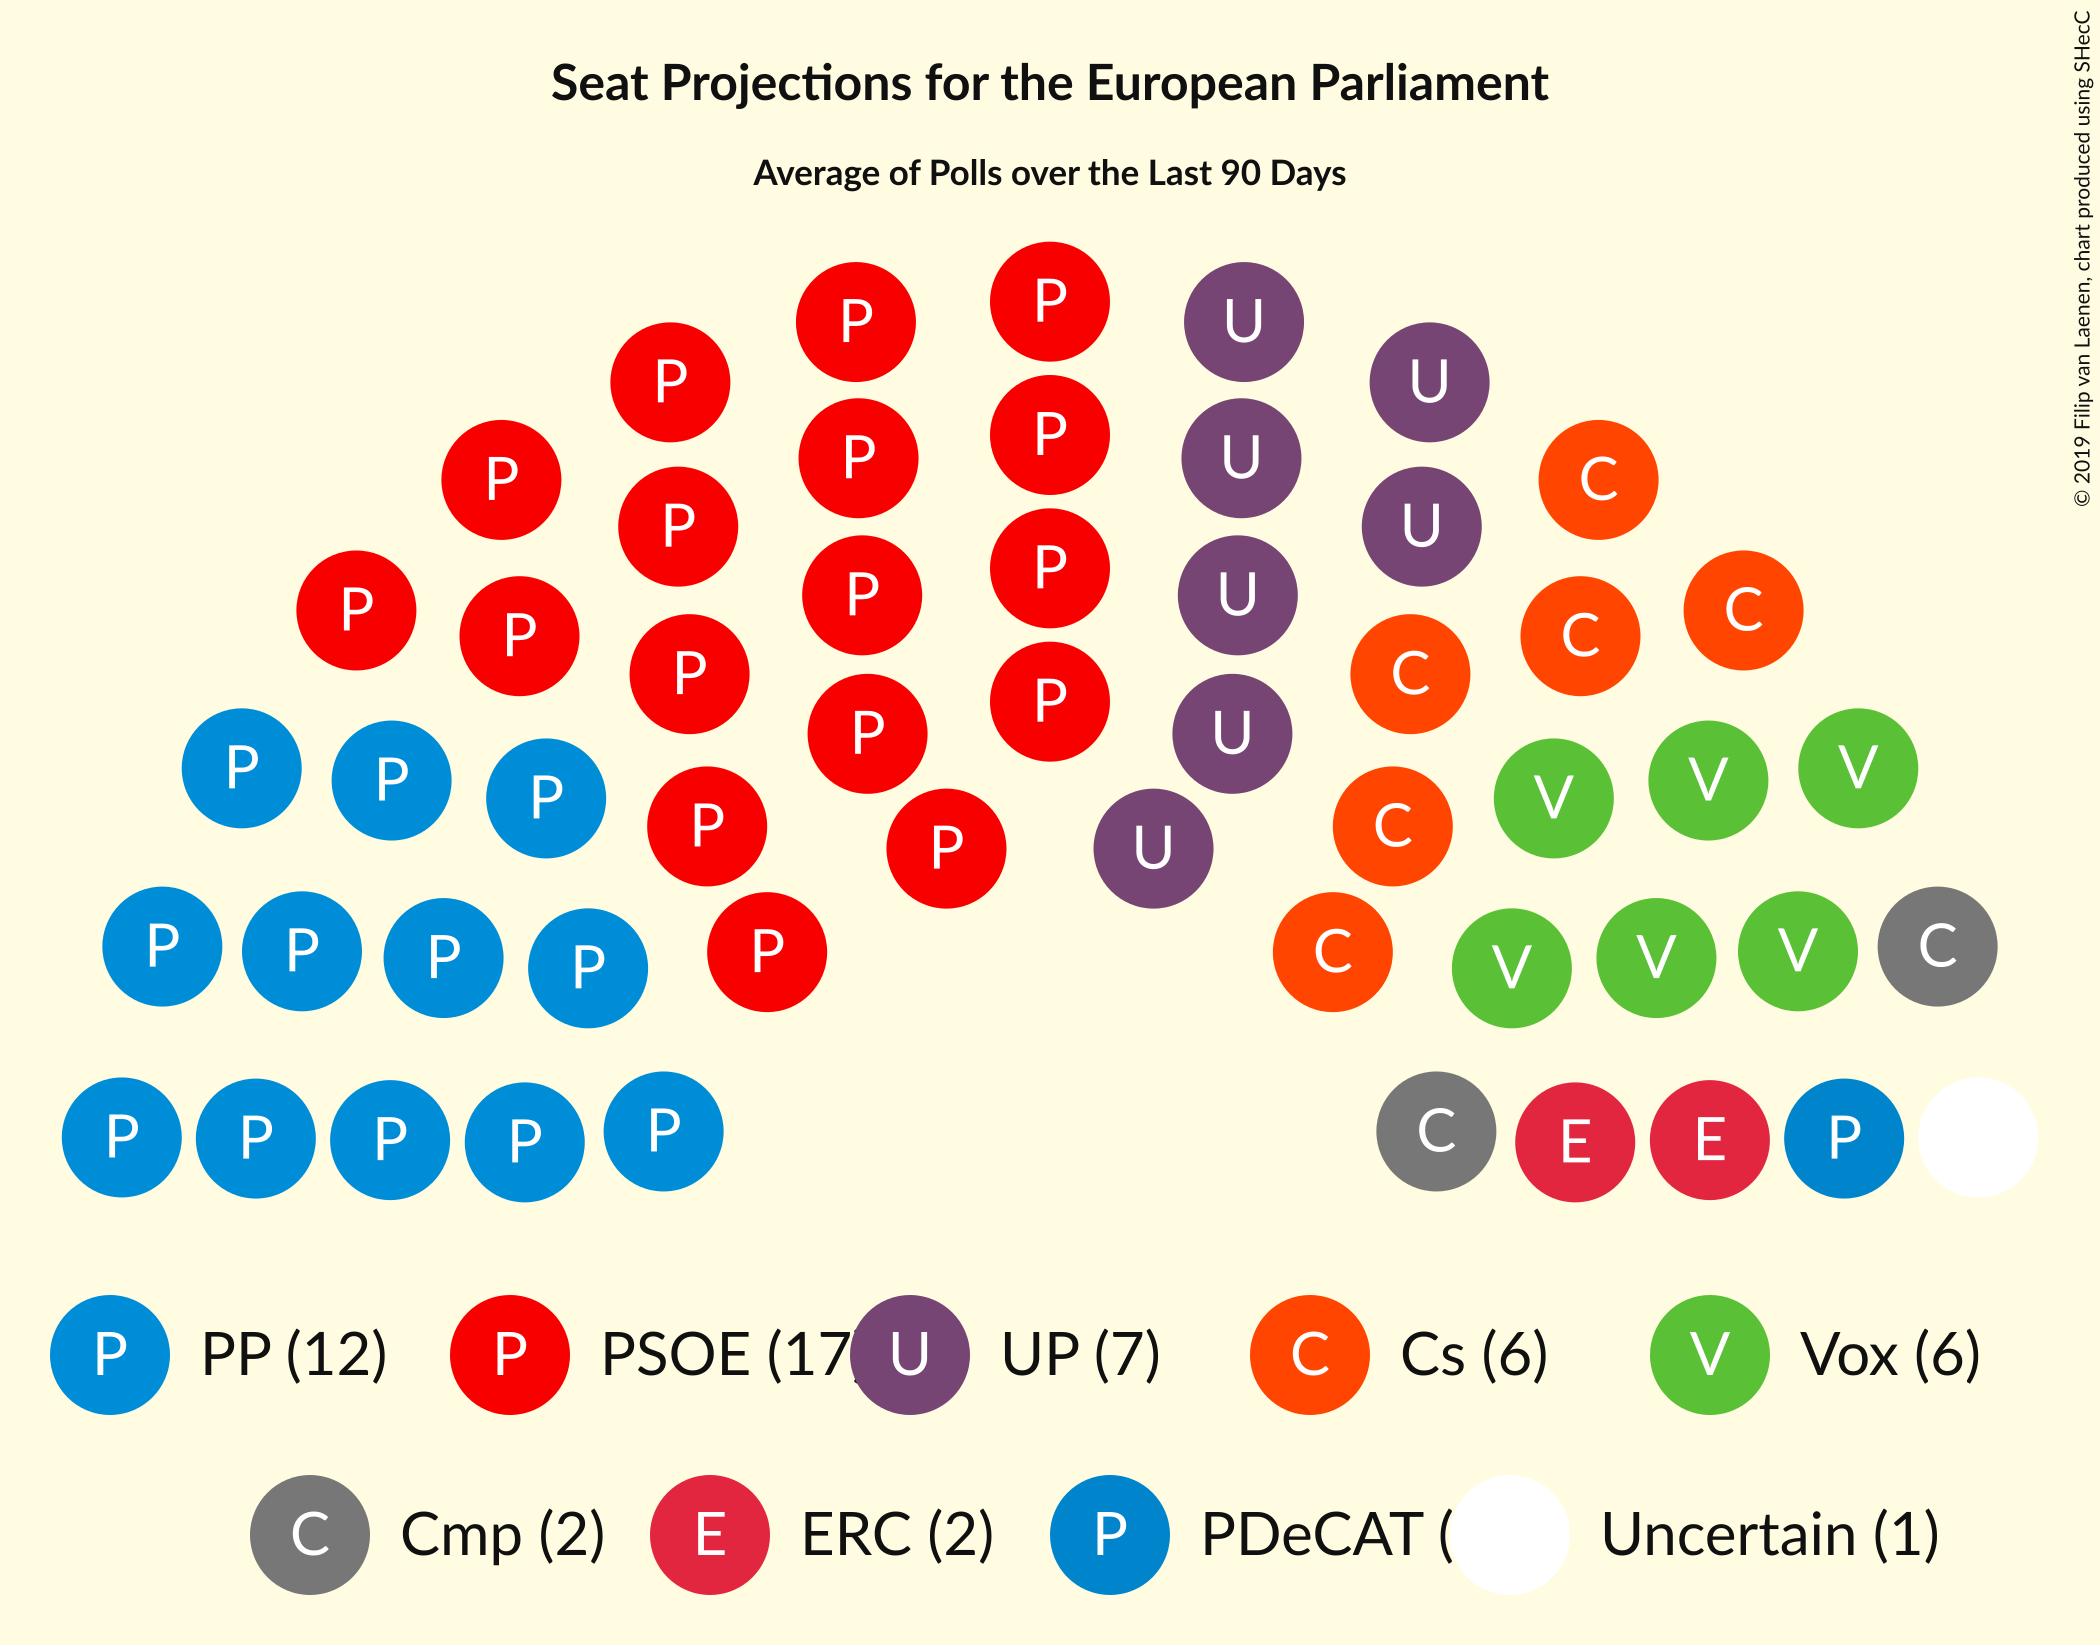 Seat Projections for the European Parliament
Average of Polls over the Last 90 Days
© 2019 Filip van Laenen, chart produced using SHecC
P
P U
P U
P
P U
P C
P U
P
P U
P C
P C
P C
P
P U
P V
P V
P V
P C
P U
P P P P P C V V V C
P P P P P C E E P
P PP (12) P PSOE (17 U UP (7) C Cs (6) V Vox (6)
C Cmp (2) E ERC (2) P PDeCAT ( Uncertain (1)